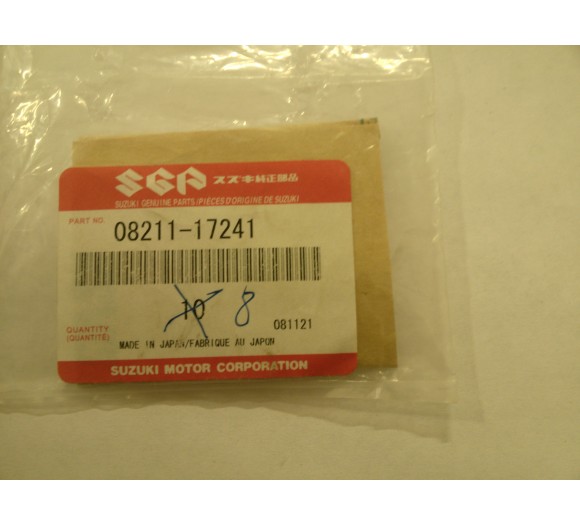 SGP スズキ純正部品
SUZUKI GENUINE PARTS (PIÈCES D'ORIGINE DE SUZUKI)
PART NO. 08211-17241
10 8
081121
QUANTITY
(QUANTITÉ)
MADE IN JAPAN/FABRIQUE AU JAPON
SUZUKI MOTOR CORPORATION